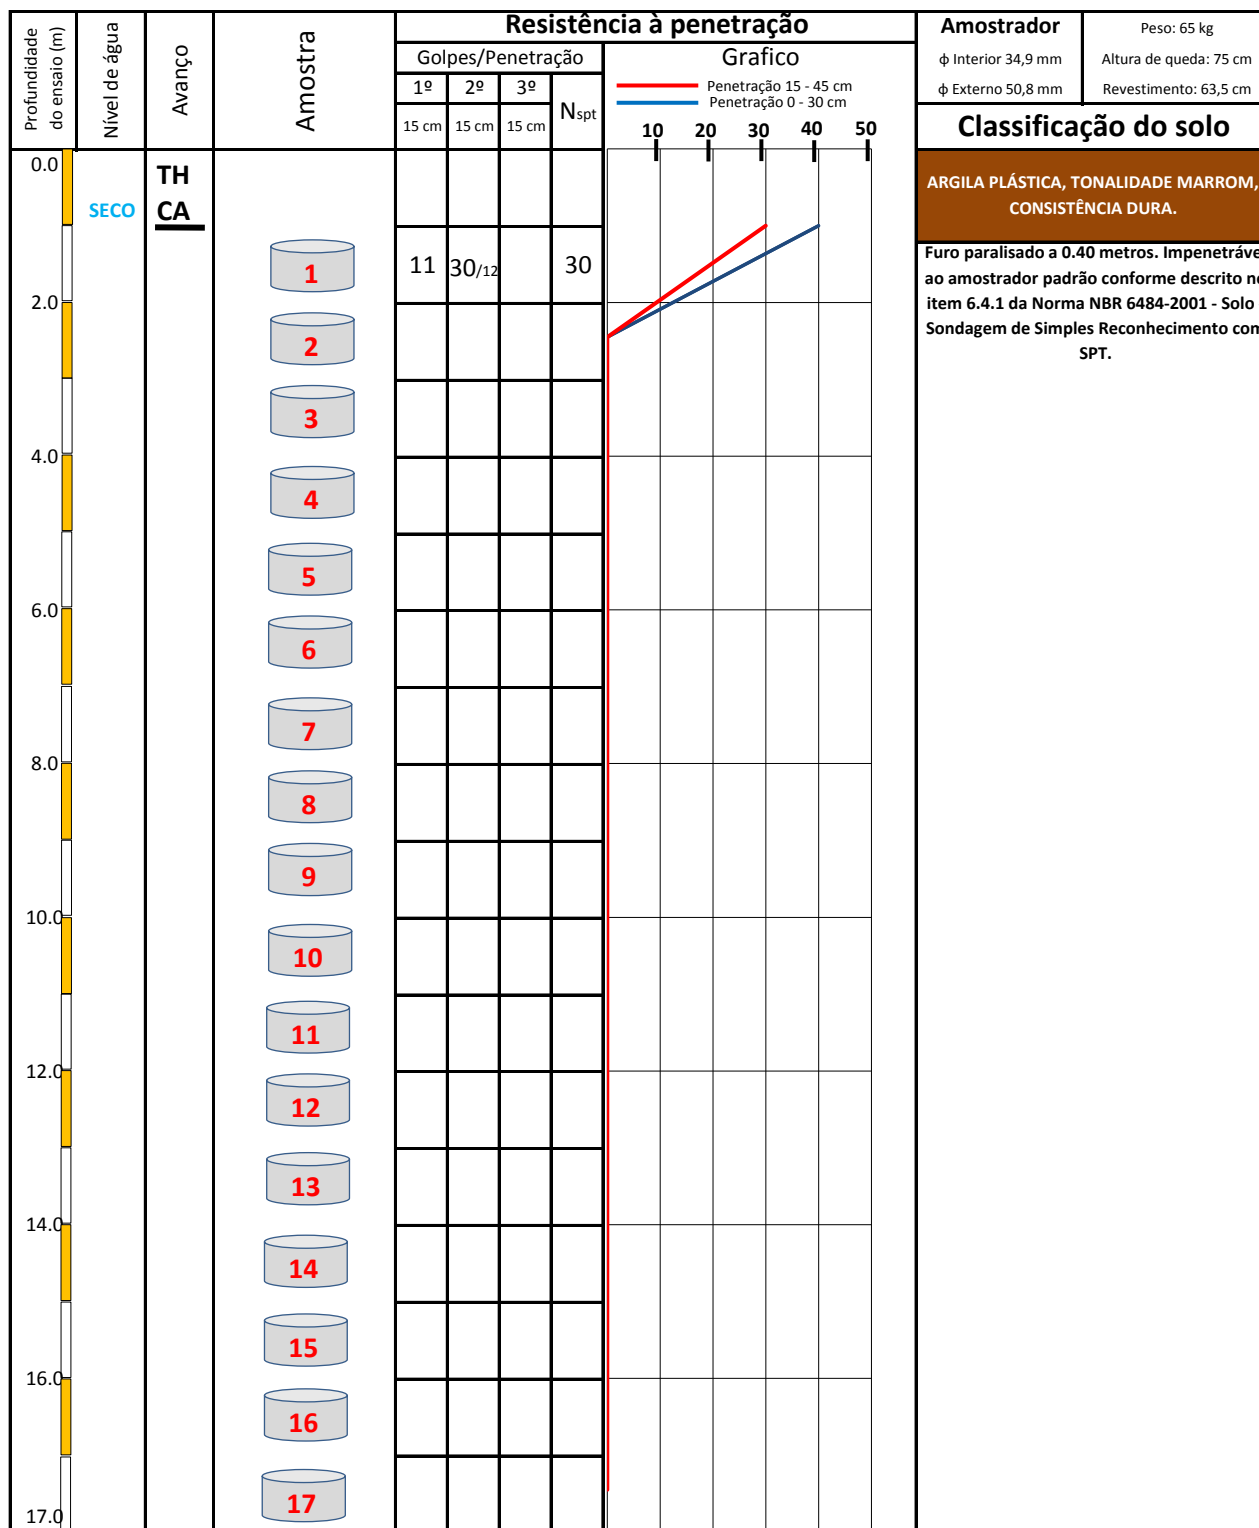 Profundidade do ensaio (m)
Nível de água
Avanço
Amostra
Resistência à penetração
Golpes/Penetração
1º 2º 3º
Nspt
15 cm 15 cm 15 cm
Grafico
Penetração 15 - 45 cm
Penetração 0 - 30 cm
10 20 30 40 50
Amostrador
ϕ Interior 34,9 mm
ϕ Externo 50,8 mm
Peso: 65 kg
Altura de queda: 75 cm
Revestimento: 63,5 cm
Classificação do solo
0.0
SECO
TH
CA
ARGILA PLÁSTICA, TONALIDADE MARROM,
CONSISTÊNCIA DURA.
1
11 30/12 30
Furo paralisado a 0.40 metros. Impenetráve
ao amostrador padrão conforme descrito n
item 6.4.1 da Norma NBR 6484-2001 - Solo
Sondagem de Simples Reconhecimento com
SPT.
2.0
2
3
4.0
4
5
6.0
6
7
8.0
8
9
10.0
10
11
12.0
12
13
14.0
14
15
16.0
16
17
17.0